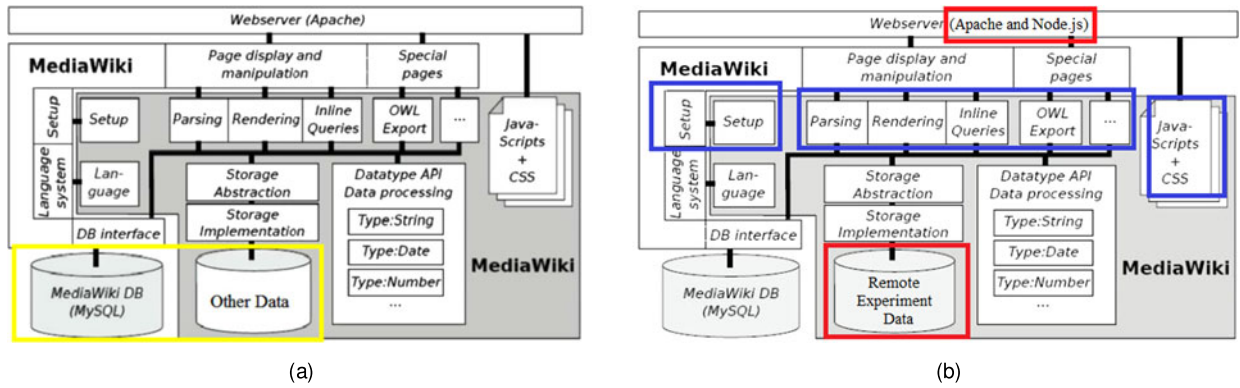 Webserver (Apache)
MediaWiki
Page display and
manipulation
Special
pages
Setup
Setup
Parsing
Rendering
Inline
Queries
OWL
Export
...
Java-
Scripts
+
CSS
Language
system
Lan-
guage
Storage
Abstraction
Storage
Implementation
Datatype API
Data processing
Type:String
Type:Date
Type:Number
...
DB interface
MediaWiki
MediaWiki DB
(MySQL)
Other Data
(a)
Webserver (Apache and Node.js)
MediaWiki
Page display and
manipulation
Special
pages
Setup
Setup
Parsing
Rendering
Inline
Queries
OWL
Export
...
Java-
Scripts
+
CSS
Language
system
Lan-
guage
Storage
Abstraction
Storage
Implementation
Datatype API
Data processing
Type:String
Type:Date
Type:Number
...
DB interface
MediaWiki
MediaWiki DB
(MySQL)
Remote
Experiment
Data
(b)